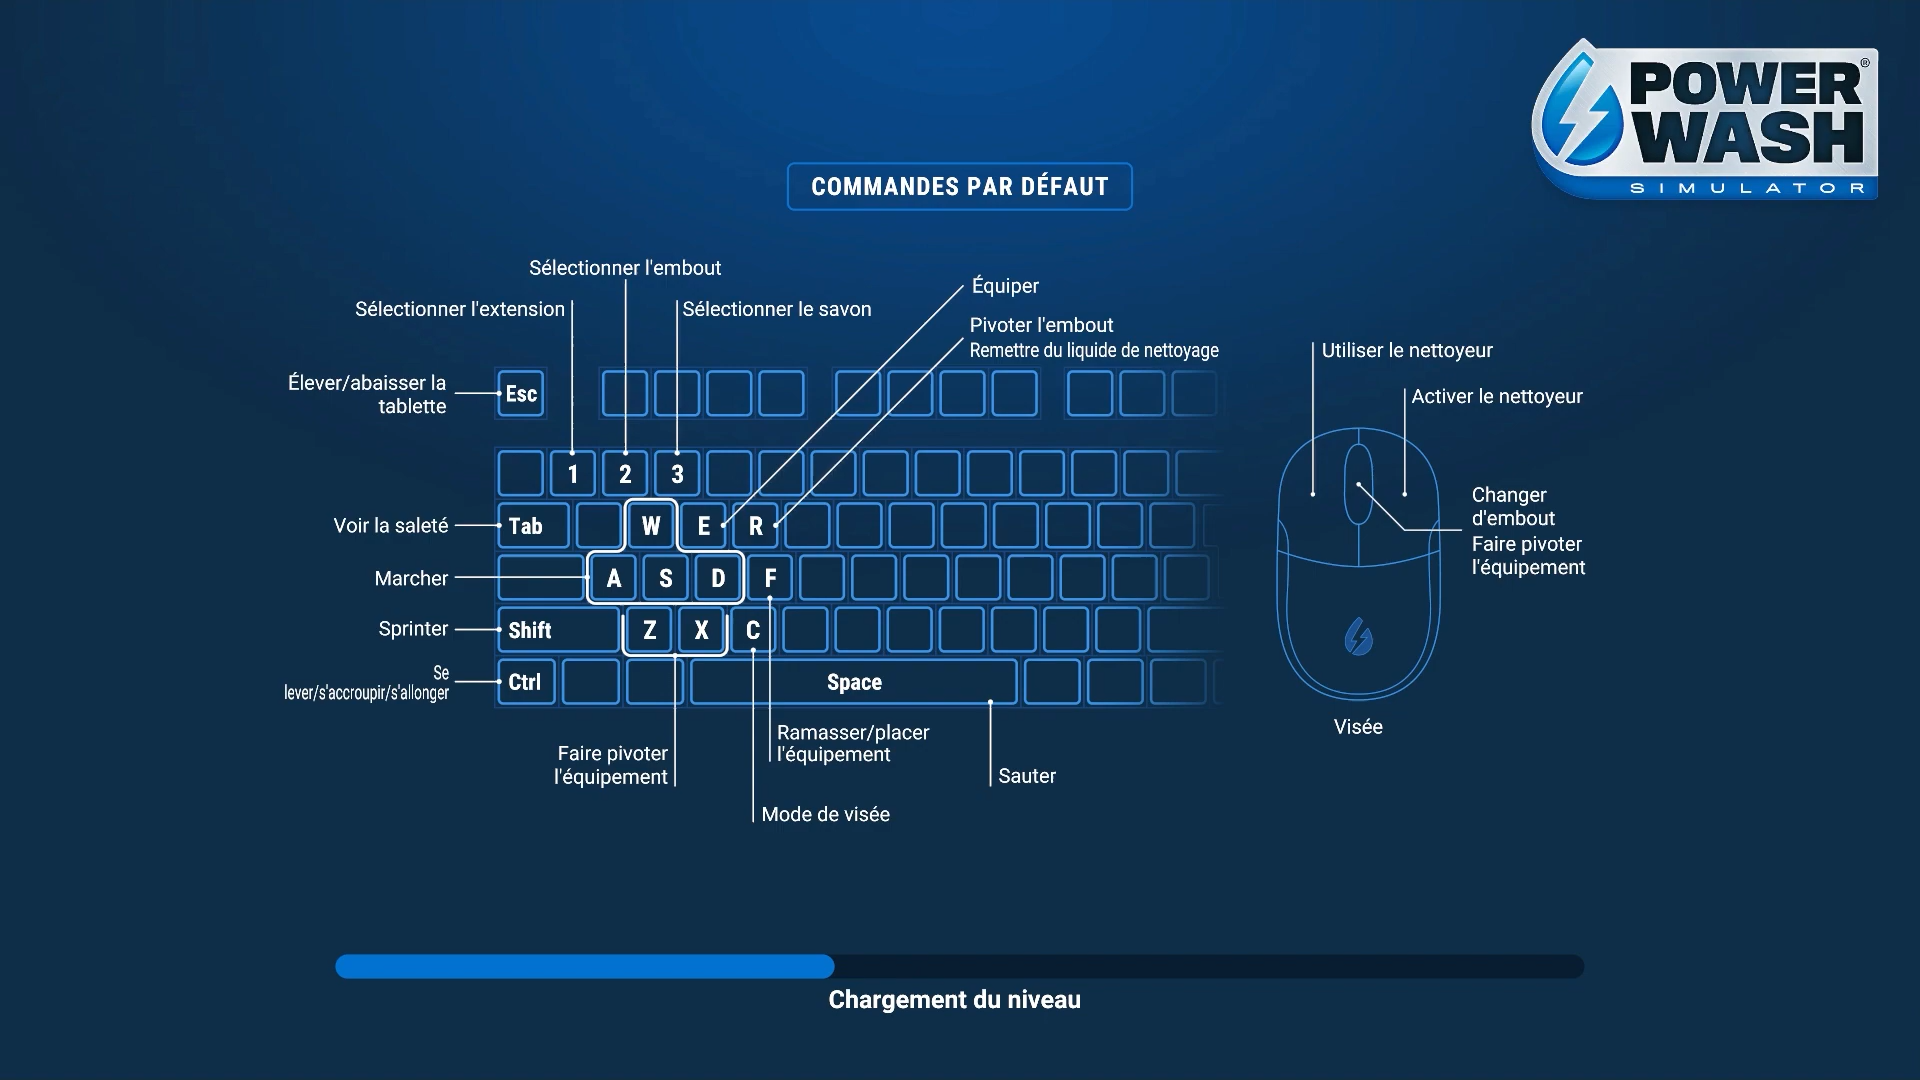 POWER®
WASH
SIMULATOR
COMMANDES PAR DÉFAUT
Sélectionner l'embout
Sélectionner l'extension
Sélectionner le savon
Équiper
Pivoter l'embout
Remettre du liquide de nettoyage
Élever/abaisser la
tablette
Esc
1 2 3
Voir la saleté
Tab W E R
Marcher
A S D F
Sprinter
Shift Z X C
Se
lever/s'accroupir/s'allonger
Ctrl Space
Faire pivoter
l'équipement
Ramasser/placer
l'équipement
Mode de visée
Sauter
Utiliser le nettoyeur
Activer le nettoyeur
Changer
d'embout
Faire pivoter
l'équipement
Visée
Chargement du niveau